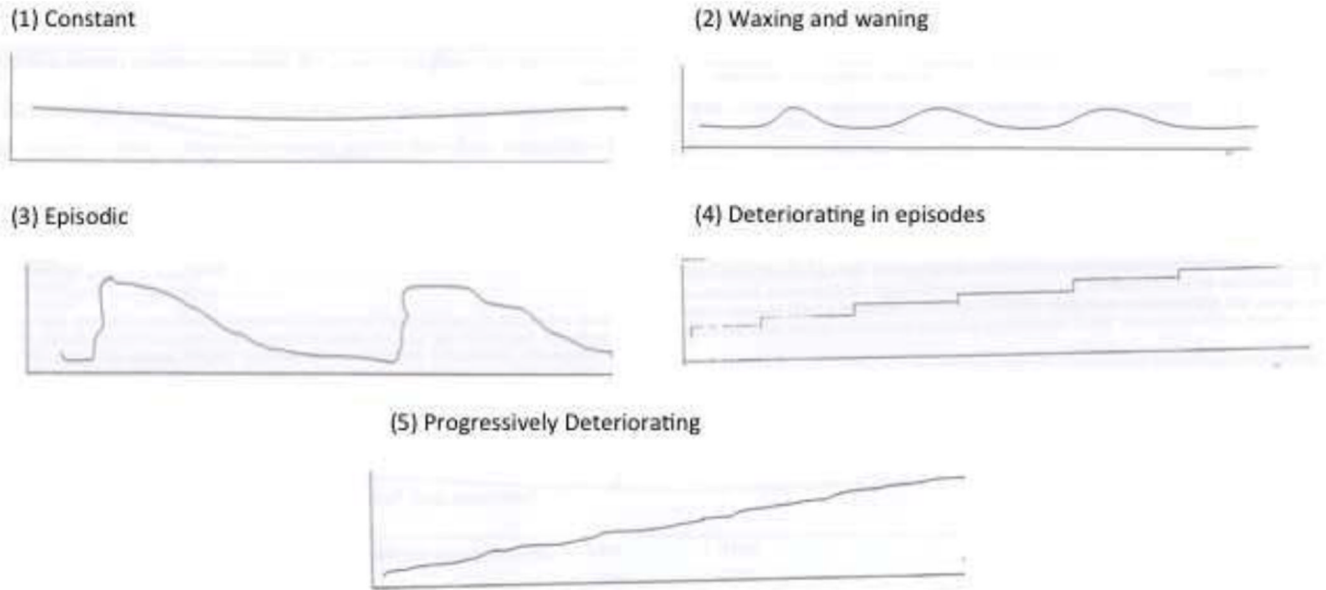 (1) Constant
(2) Waxing and waning
(3) Episodic
(4) Deteriorating in episodes
(5) Progressively Deteriorating